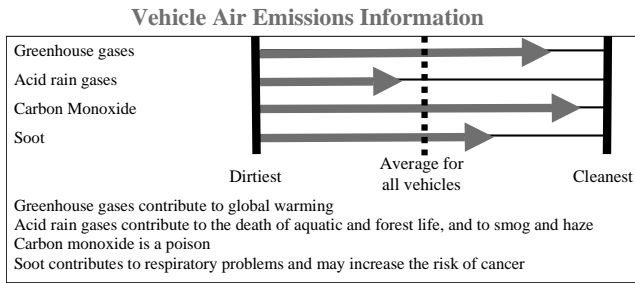 Vehicle Air Emissions Information
Greenhouse gases
Acid rain gases
Carbon Monoxide
Soot
Dirtiest
Average for
all vehicles
Cleanest
Greenhouse gases contribute to global warming
Acid rain gases contribute to the death of aquatic and forest life, and to smog and haze
Carbon monoxide is a poison
Soot contributes to respiratory problems and may increase the risk of cancer